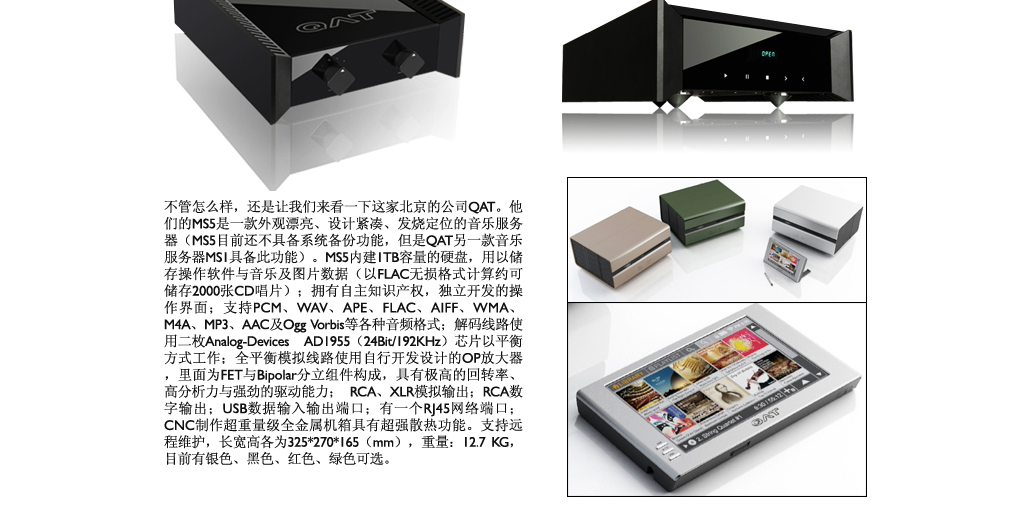 QAT
OPEN
不管怎么样，还是让我们来看一下这家北京的公司QAT。他
们的MS5是一款外观漂亮、设计紧凑、发烧定位的音乐服务
器（MS5目前还不具备系统备份功能，但是QAT另一款音乐
服务器MS1具备此功能）。MS5内建1TB容量的硬盘，用以储
存操作软件与音乐及图片数据（以FLAC无损格式计算约可
储存2000张CD唱片）；拥有自主知识产权，独立开发的操
作界面；支持PCM、WAV、APE、FLAC、AIFF、WMA、
M4A、MP3、AAC及Ogg Vorbis等各种音频格式；解码线路使
用二枚Analog-Devices AD1955（24Bit/192KHz）芯片以平衡
方式工作；全平衡模拟线路使用自行开发设计的OP放大器
，里面为FET与Bipolar分立组件构成，具有极高的回转率、
高分析力与强劲的驱动能力； RCA、XLR模拟输出；RCA数
字输出；USB数据输入输出端口；有一个RJ45网络端口；
CNC制作超重量级全金属机箱具有超强散热功能。支持远
程维护，长宽高各为325*270*165（mm），重量：12.7 KG，
目前有银色、黑色、红色、绿色可选。
2. String Quartet #1
QAT